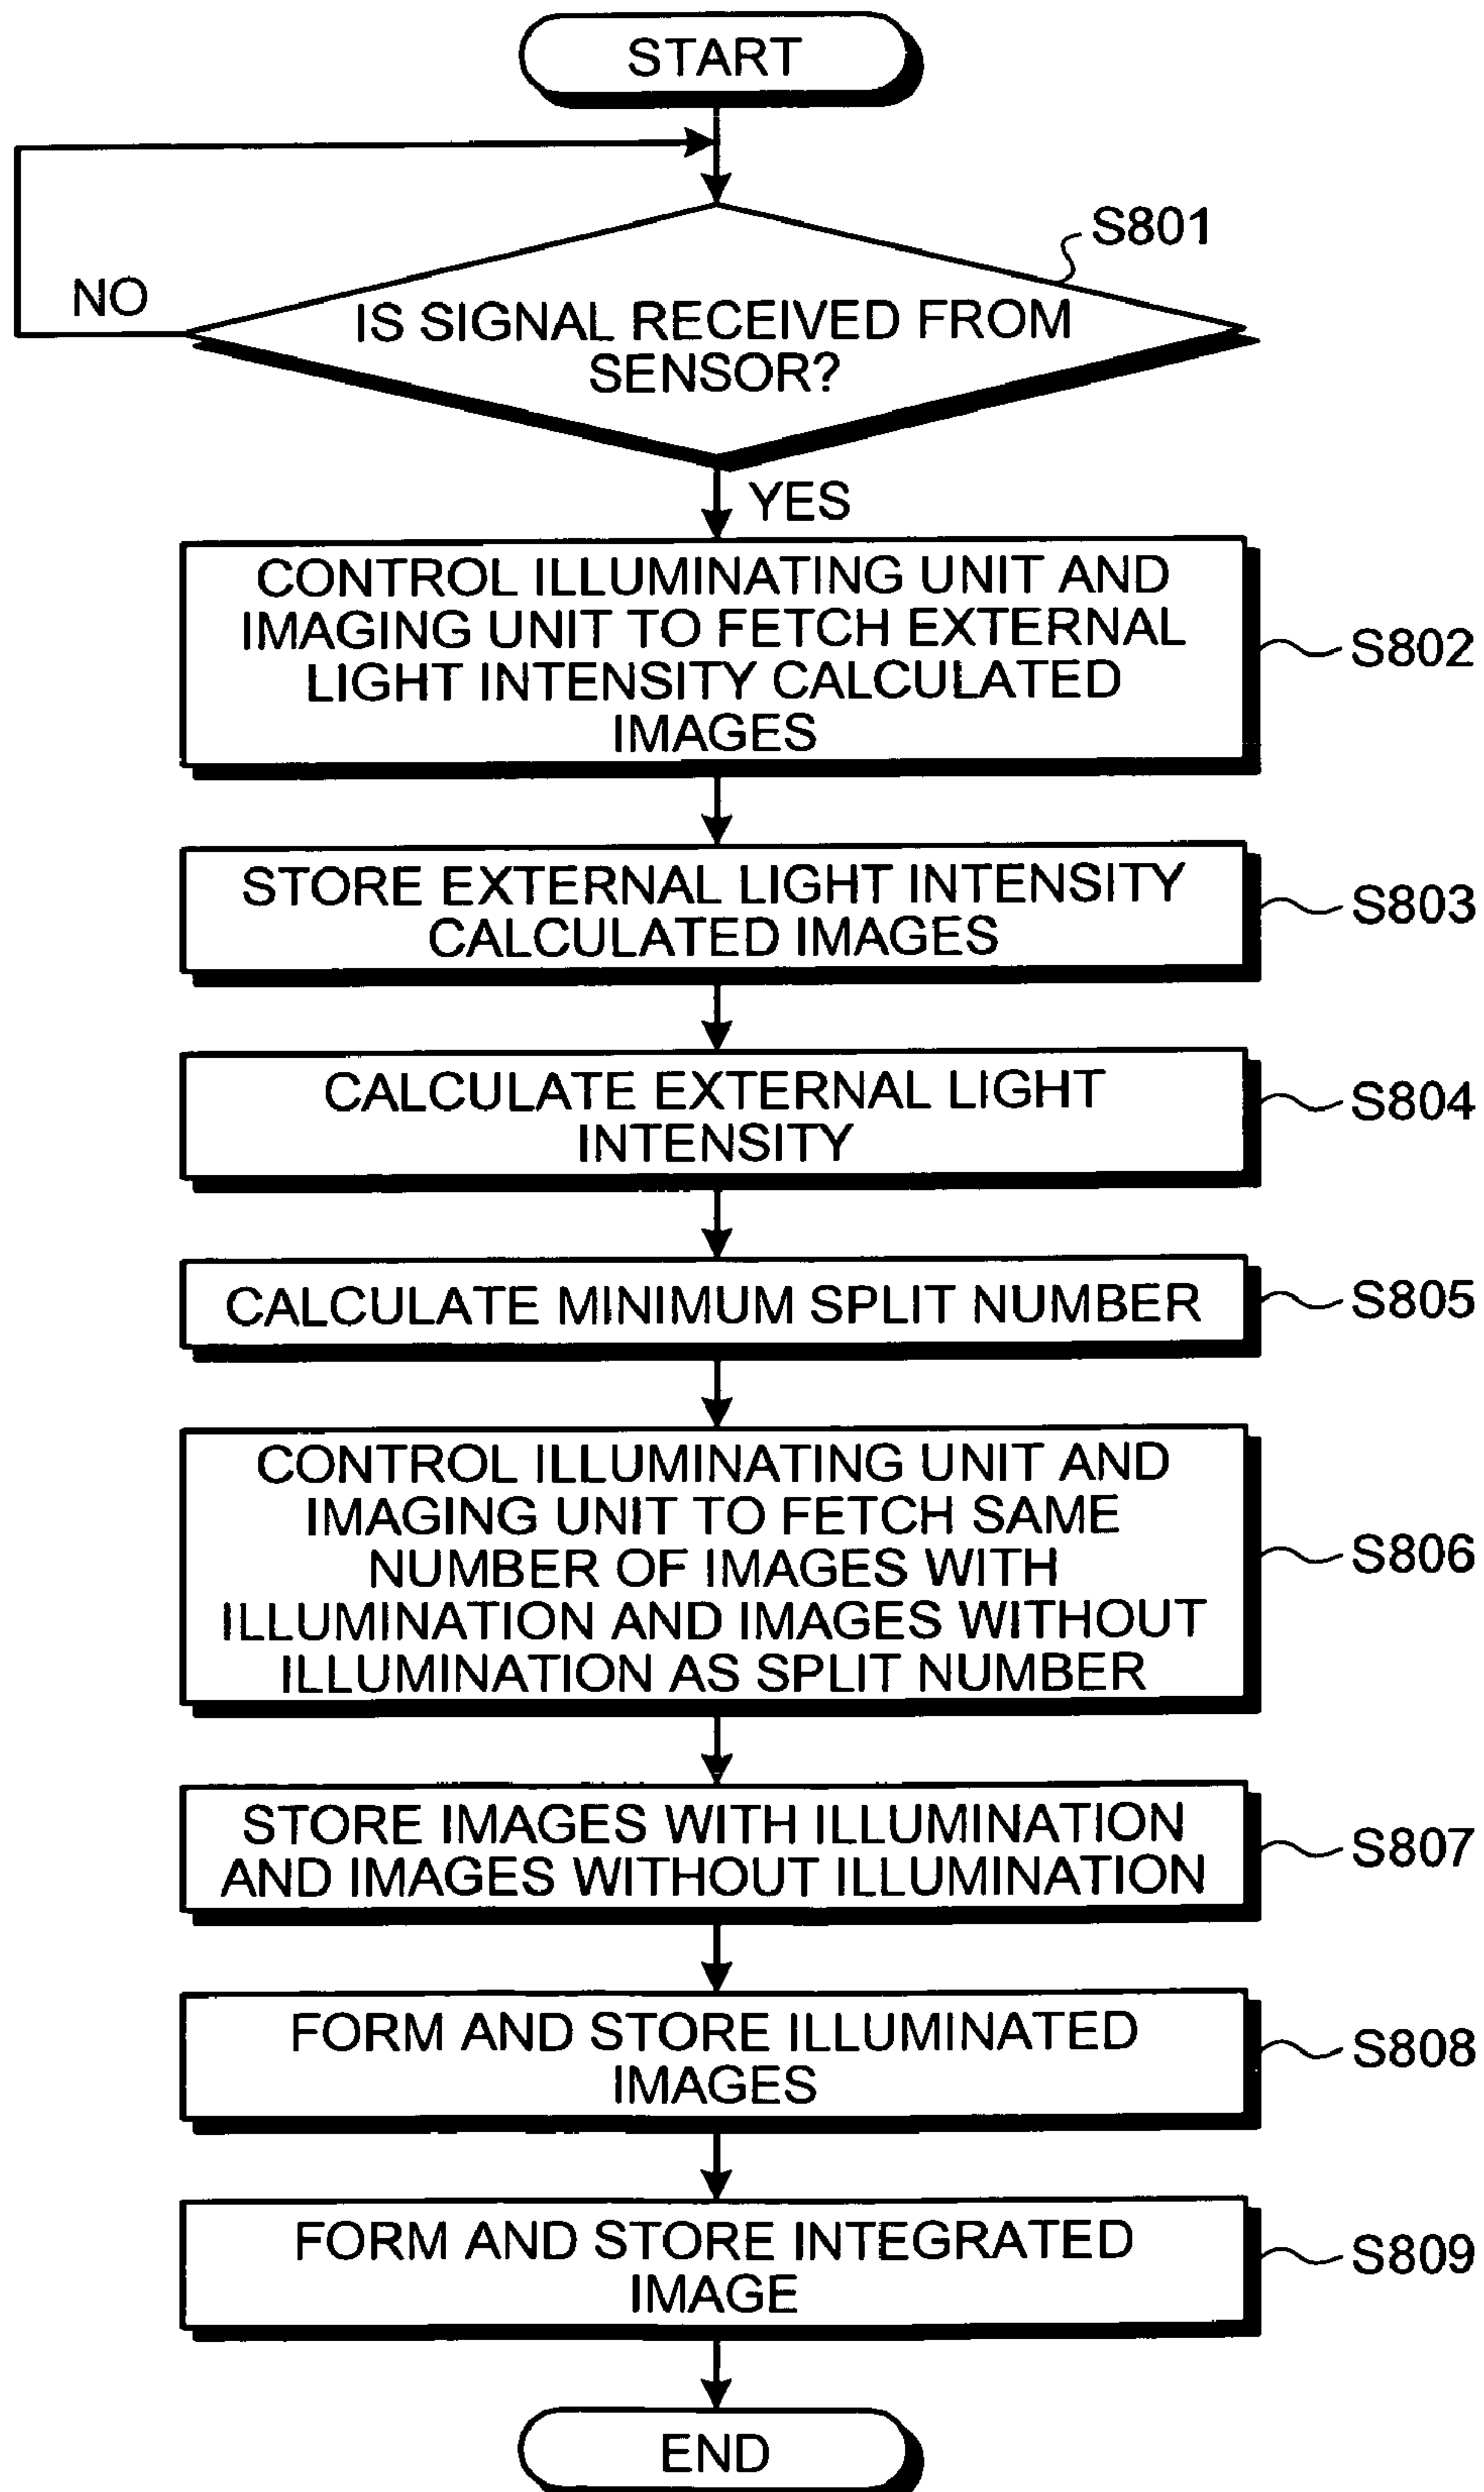 START
S801
NO
IS SIGNAL RECEIVED FROM
SENSOR?
YES
CONTROL ILLUMINATING UNIT AND
IMAGING UNIT TO FETCH EXTERNAL
LIGHT INTENSITY CALCULATED
IMAGES
S802
STORE EXTERNAL LIGHT INTENSITY
CALCULATED IMAGES
S803
CALCULATE EXTERNAL LIGHT
INTENSITY
S804
CALCULATE MINIMUM SPLIT NUMBER
S805
CONTROL ILLUMINATING UNIT AND
IMAGING UNIT TO FETCH SAME
NUMBER OF IMAGES WITH
ILLUMINATION AND IMAGES WITHOUT
ILLUMINATION AS SPLIT NUMBER
S806
STORE IMAGES WITH ILLUMINATION
AND IMAGES WITHOUT ILLUMINATION
S807
FORM AND STORE ILLUMINATED
IMAGES
S808
FORM AND STORE INTEGRATED
IMAGE
S809
END